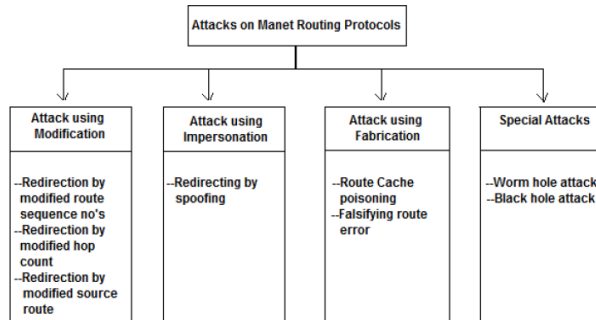 Attacks on Manet Routing Protocols
Attack using
Modification
--Redirection by
modified route
sequence no's
--Redirection by
modified hop
count
--Redirection by
modified source
route
Attack using
Impersonation
--Redirecting by
spoofing
Attack using
Fabrication
--Route Cache
poisoning
--Falsifying route
error
Special Attacks
--Worm hole attack
--Black hole attack